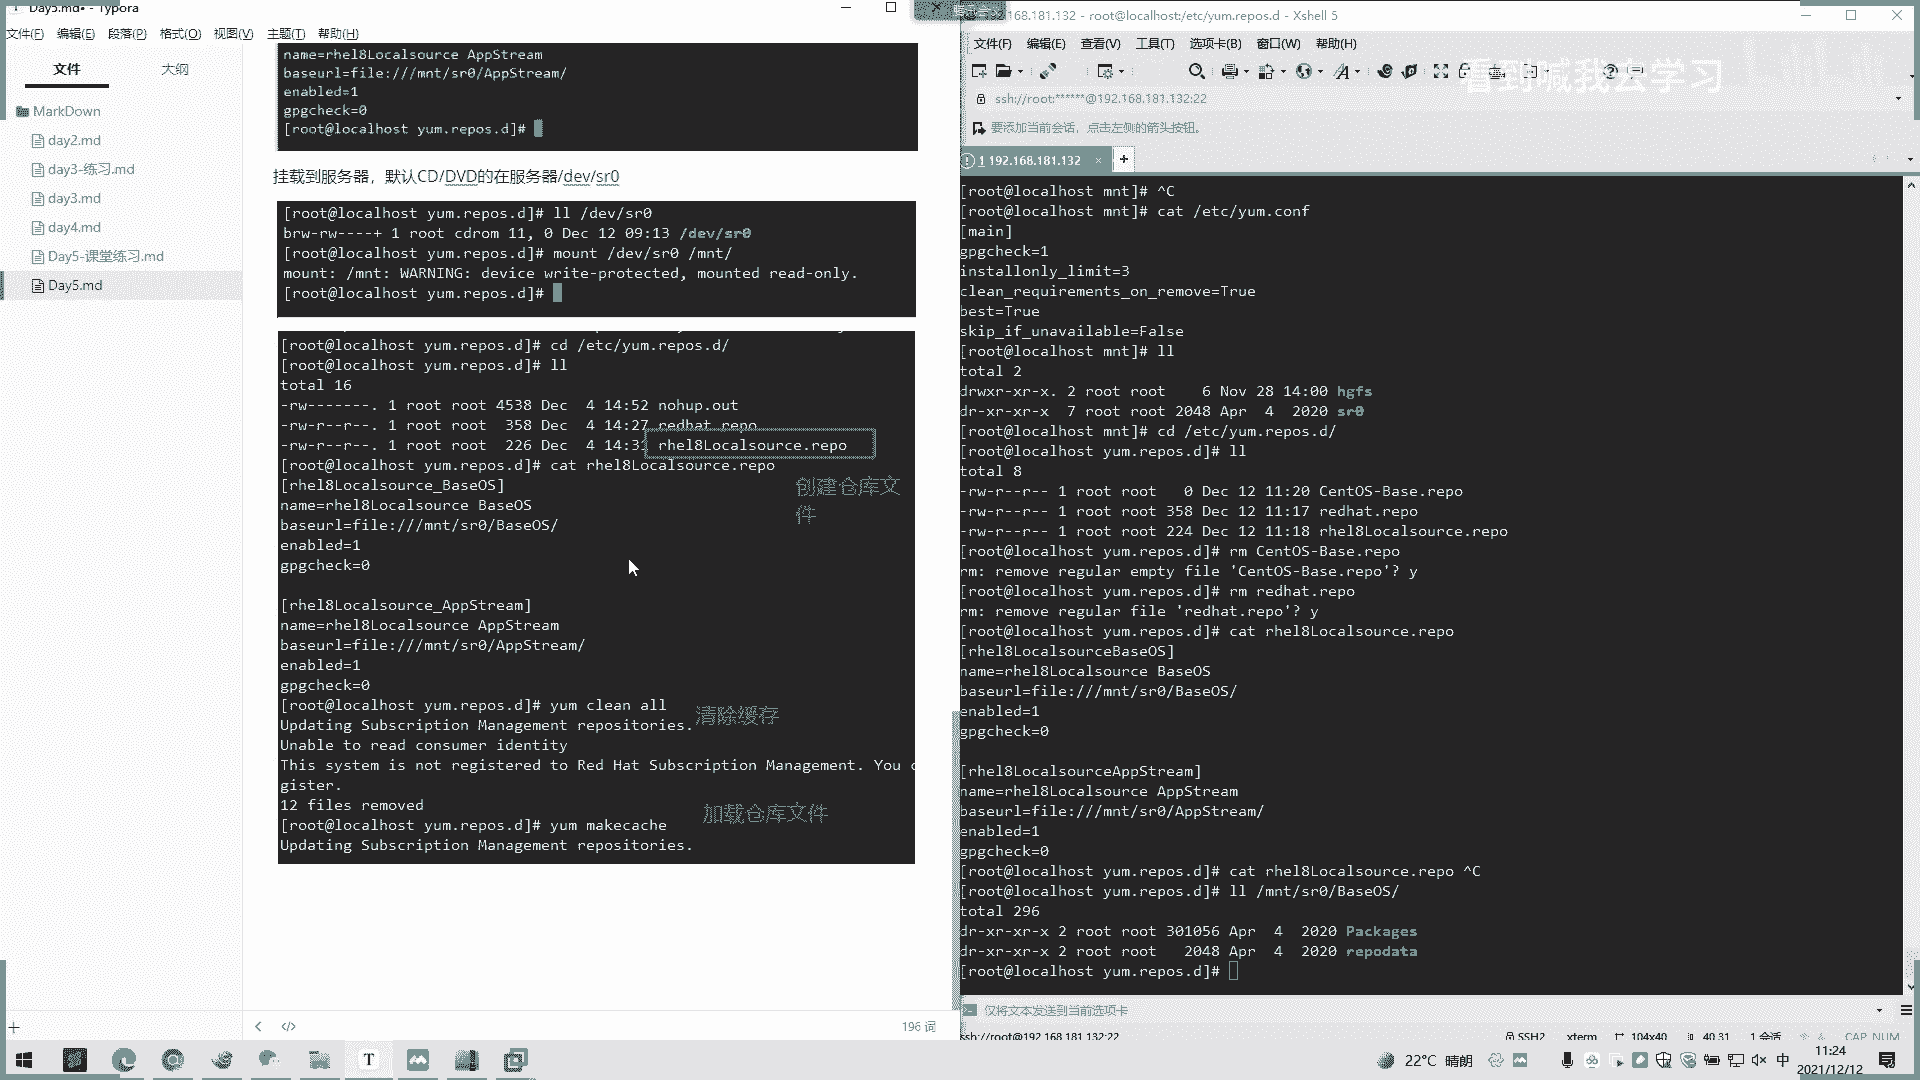 Day5.md• - Typora
文件(F) 编辑(E) 段落(P) 格式(O) 视图(V) 主题(T) 帮助(H)
文件 大纲
MarkDown
day2.md
day3-练习.md
day3.md
day4.md
Day5-课堂练习.md
Day5.md
name=rhel8Localsource AppStream
baseurl=file:///mnt/sr0/AppStream/
enabled=1
gpgcheck=0
[root@localhost yum.repos.d]#
挂载到服务器，默认CD/DVD的在服务器/dev/sr0
[root@localhost yum.repos.d]# ll /dev/sr0
brw-rw----+ 1 root cdrom 11, 0 Dec 12 09:13 /dev/sr0
[root@localhost yum.repos.d]# mount /dev/sr0 /mnt/
mount: /mnt: WARNING: device write-protected, mounted read-only.
[root@localhost yum.repos.d]#
[root@localhost yum.repos.d]# cd /etc/yum.repos.d/
[root@localhost yum.repos.d]# ll
total 16
-rw-------. 1 root root 4538 Dec  4 14:52 nohup.out
-rw-r--r--. 1 root root  358 Dec  4 14:27 redhat.repo
-rw-r--r--. 1 root root  226 Dec  4 14:31 rhel8Localsource.repo
[root@localhost yum.repos.d]# cat rhel8Localsource.repo
[rhel8Localsource_BaseOS]
创建仓库文
件
name=rhel8Localsource BaseOS
baseurl=file:///mnt/sr0/BaseOS/
enabled=1
gpgcheck=0
[rhel8Localsource_AppStream]
name=rhel8Localsource AppStream
baseurl=file:///mnt/sr0/AppStream/
enabled=1
gpgcheck=0
[root@localhost yum.repos.d]# yum clean all
清除缓存
Updating Subscription Management repositories.
Unable to read consumer identity
This system is not registered to Red Hat Subscription Management. You c
gister.
12 files removed
加载仓库文件
[root@localhost yum.repos.d]# yum makecache
Updating Subscription Management repositories.
196 词
168.181.132 - root@localhost:/etc/yum.repos.d - Xshell 5
文件(F) 编辑(E) 查看(V) 工具(T) 选项卡(B) 窗口(W) 帮助(H)
看到喊我去学习
ssh://root:******@192.168.181.132:22
要添加当前会话，点击左侧的箭头按钮。
1 192.168.181.132
[root@localhost mnt]# ^C
[root@localhost mnt]# cat /etc/yum.conf
[main]
gpgcheck=1
installonly_limit=3
clean_requirements_on_remove=True
best=True
skip_if_unavailable=False
[root@localhost mnt]# ll
total 2
drwxr-xr-x. 2 root root    6 Nov 28 14:00 hgfs
dr-xr-xr-x  7 root root 2048 Apr  4  2020 sr0
[root@localhost mnt]# cd /etc/yum.repos.d/
[root@localhost yum.repos.d]# ll
total 8
-rw-r--r-- 1 root root   0 Dec 12 11:20 CentOS-Base.repo
-rw-r--r-- 1 root root 358 Dec 12 11:17 redhat.repo
-rw-r--r-- 1 root root 224 Dec 12 11:18 rhel8Localsource.repo
[root@localhost yum.repos.d]# rm CentOS-Base.repo
rm: remove regular empty file 'CentOS-Base.repo'? y
[root@localhost yum.repos.d]# rm redhat.repo
rm: remove regular file 'redhat.repo'? y
[root@localhost yum.repos.d]# cat rhel8Localsource.repo
[rhel8LocalsourceBaseOS]
name=rhel8Localsource BaseOS
baseurl=file:///mnt/sr0/BaseOS/
enabled=1
gpgcheck=0
[rhel8LocalsourceAppStream]
name=rhel8Localsource AppStream
baseurl=file:///mnt/sr0/AppStream/
enabled=1
gpgcheck=0
[root@localhost yum.repos.d]# cat rhel8Localsource.repo ^C
[root@localhost yum.repos.d]# ll /mnt/sr0/BaseOS/
total 296
dr-xr-xr-x 2 root root 301056 Apr  4  2020 Packages
dr-xr-xr-x 2 root root   2048 Apr  4  2020 repodata
[root@localhost yum.repos.d]#
仅将文本发送到当前选项卡
ssh://root@192.168.181.132:22 SSH2 xterm 104x40 40,31 1 会话 CAP NUM
22°C 晴朗 中 11:24
2021/12/12